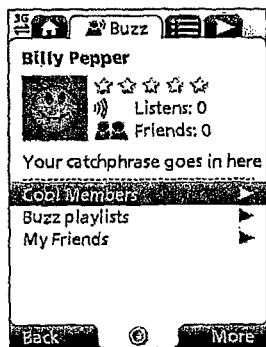 3G
Buzz
Billy Pepper
Listens: 0
Friends: 0
Your catchphrase goes in here
Cool Members
Buzz playlists
My Friends
Back More